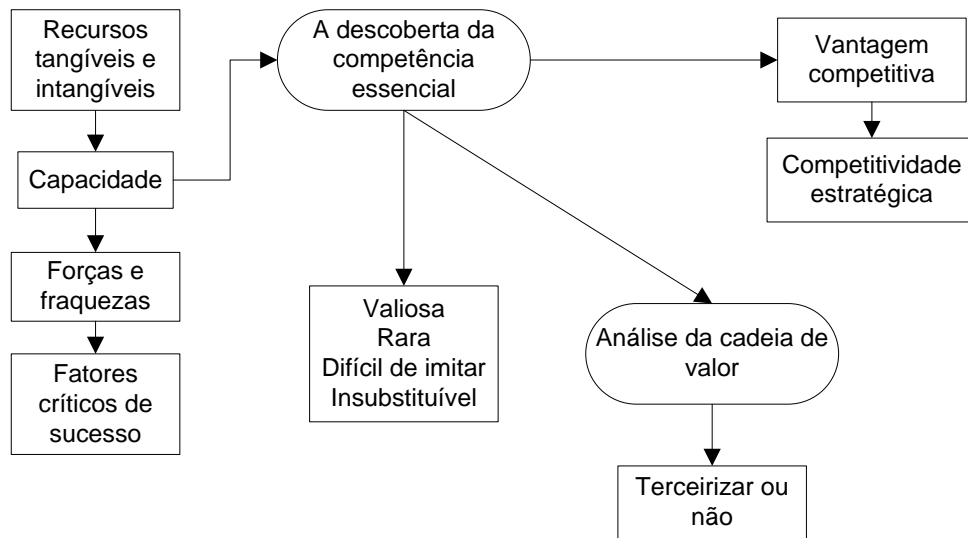 Recursos
tangíveis e
intangíveis
Capacidade
Forças e
fraquezas
Fatores
críticos de
sucesso
A descoberta da
competência
essencial
Valiosa
Rara
Difícil de imitar
Insubstituível
Análise da cadeia de
valor
Terceirizar ou
não
Vantagem
competitiva
Competitividade
estratégica